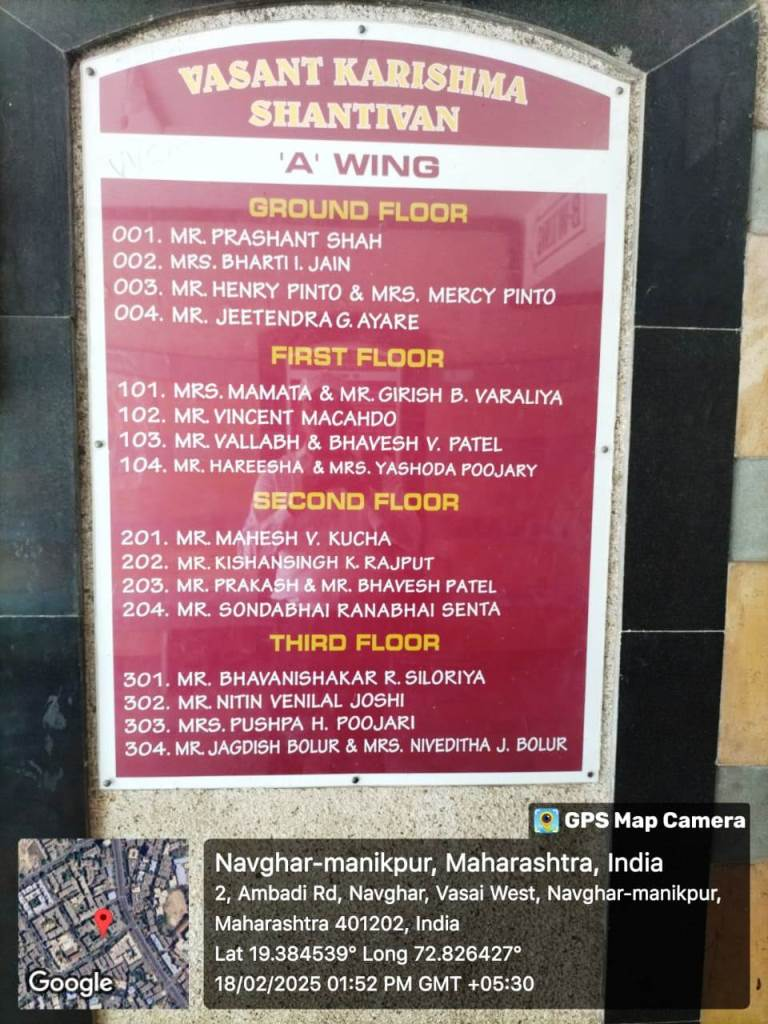 VASANT KARISHMA
SHANTIVAN
'A' WING
GROUND FLOOR
001. MR. PRASHANT SHAH
002. MRS. BHARTI I. JAIN
003. MR. HENRY PINTO & MRS. MERCY PINTO
004. MR. JEETENDRA G. AYARE
FIRST FLOOR
101. MRS. MAMATA & MR. GIRISH B. VARALIYA
102. MR. VINCENT MACAHDO
103. MR. VALLABH & BHAVESH V. PATEL
104. MR. HAREESHA & MRS. YASHODA POOJARY
SECOND FLOOR
201. MR. MAHESH V. KUCHA
202. MR. KISHANSINGH K. RAJPUT
203. MR. PRAKASH & MR. BHAVESH PATEL
204. MR. SONDABHAI RANABHAI SENTA
THIRD FLOOR
301. MR. BHAVANISHAKAR R. SILORIYA
302. MR. NITIN VENILAL JOSHI
303. MRS. PUSHPA H. POOJARI
304. MR. JAGDISH BOLUR & MRS. NIVEDITHA J. BOLUR
GPS Map Camera
Navghar-manikpur, Maharashtra, India
2, Ambadi Rd, Navghar, Vasai West, Navghar-manikpur,
Maharashtra 401202, India
Lat 19.384539° Long 72.826427°
18/02/2025 01:52 PM GMT +05:30
Google